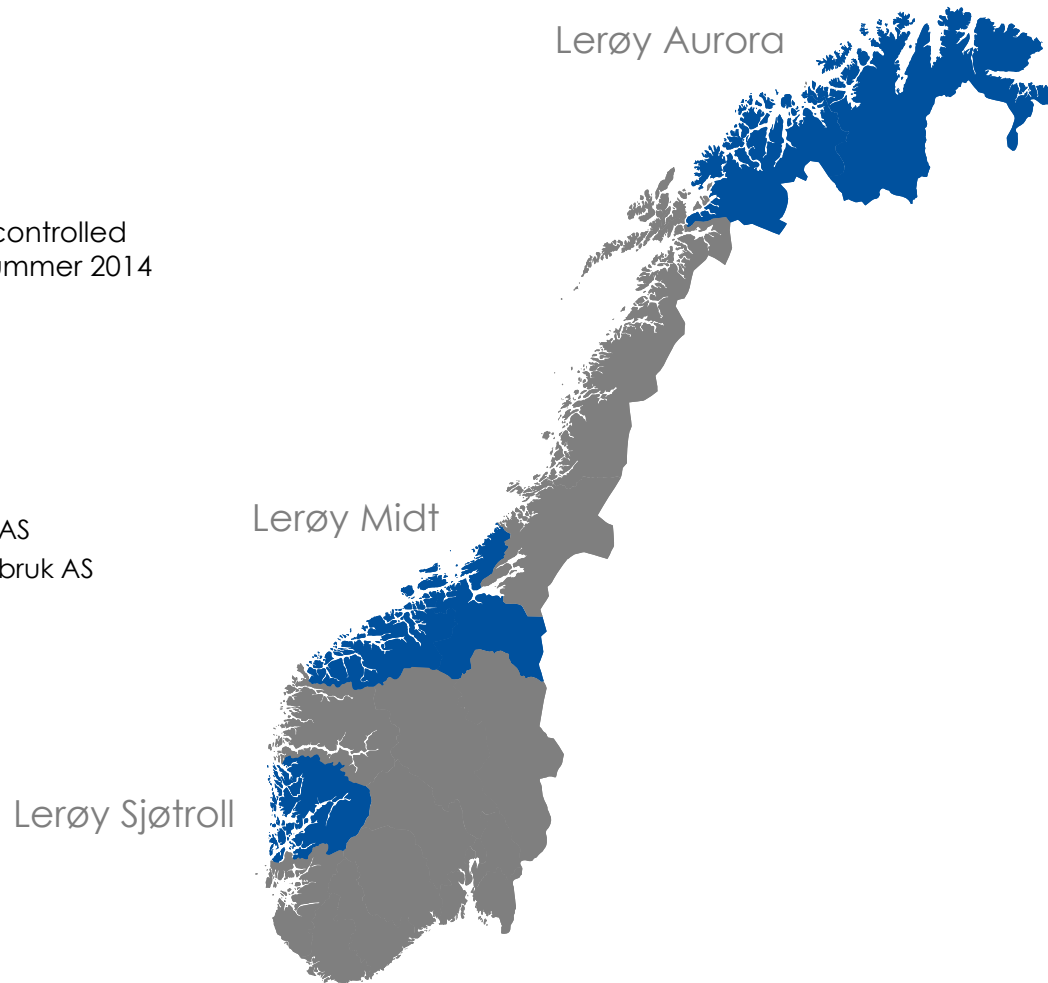 Lerøy Aurora
controlled
ummer 2014
Lerøy Midt
AS
bruk AS
Lerøy Sjøtroll